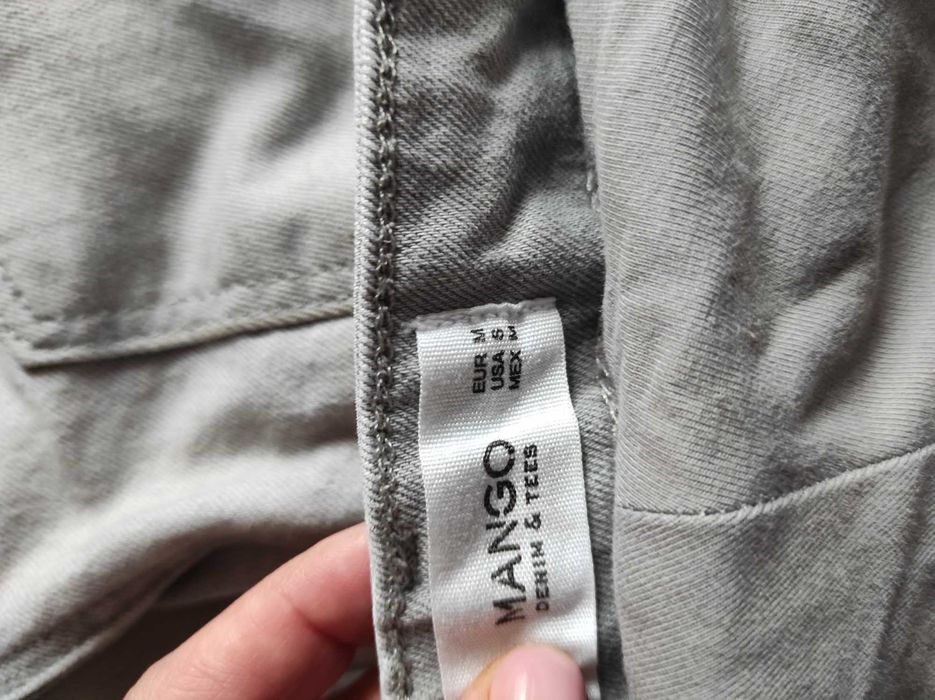 MANGO
DENIM & TEES
EUR M
USA S
MEX M